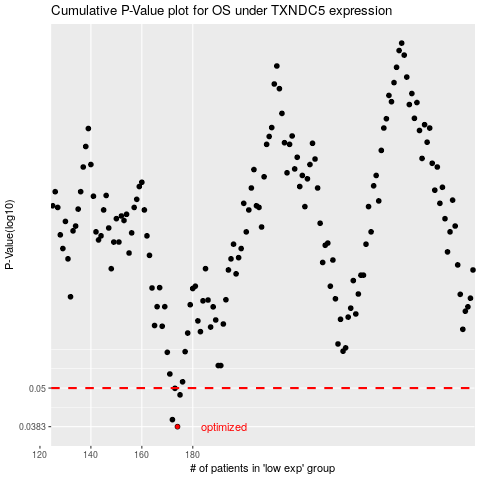 Cumulative P-Value plot for OS under TXNDC5 expression
P-Value(log10)
0.05
0.0383
optimized
120 140 160 180
# of patients in 'low exp' group